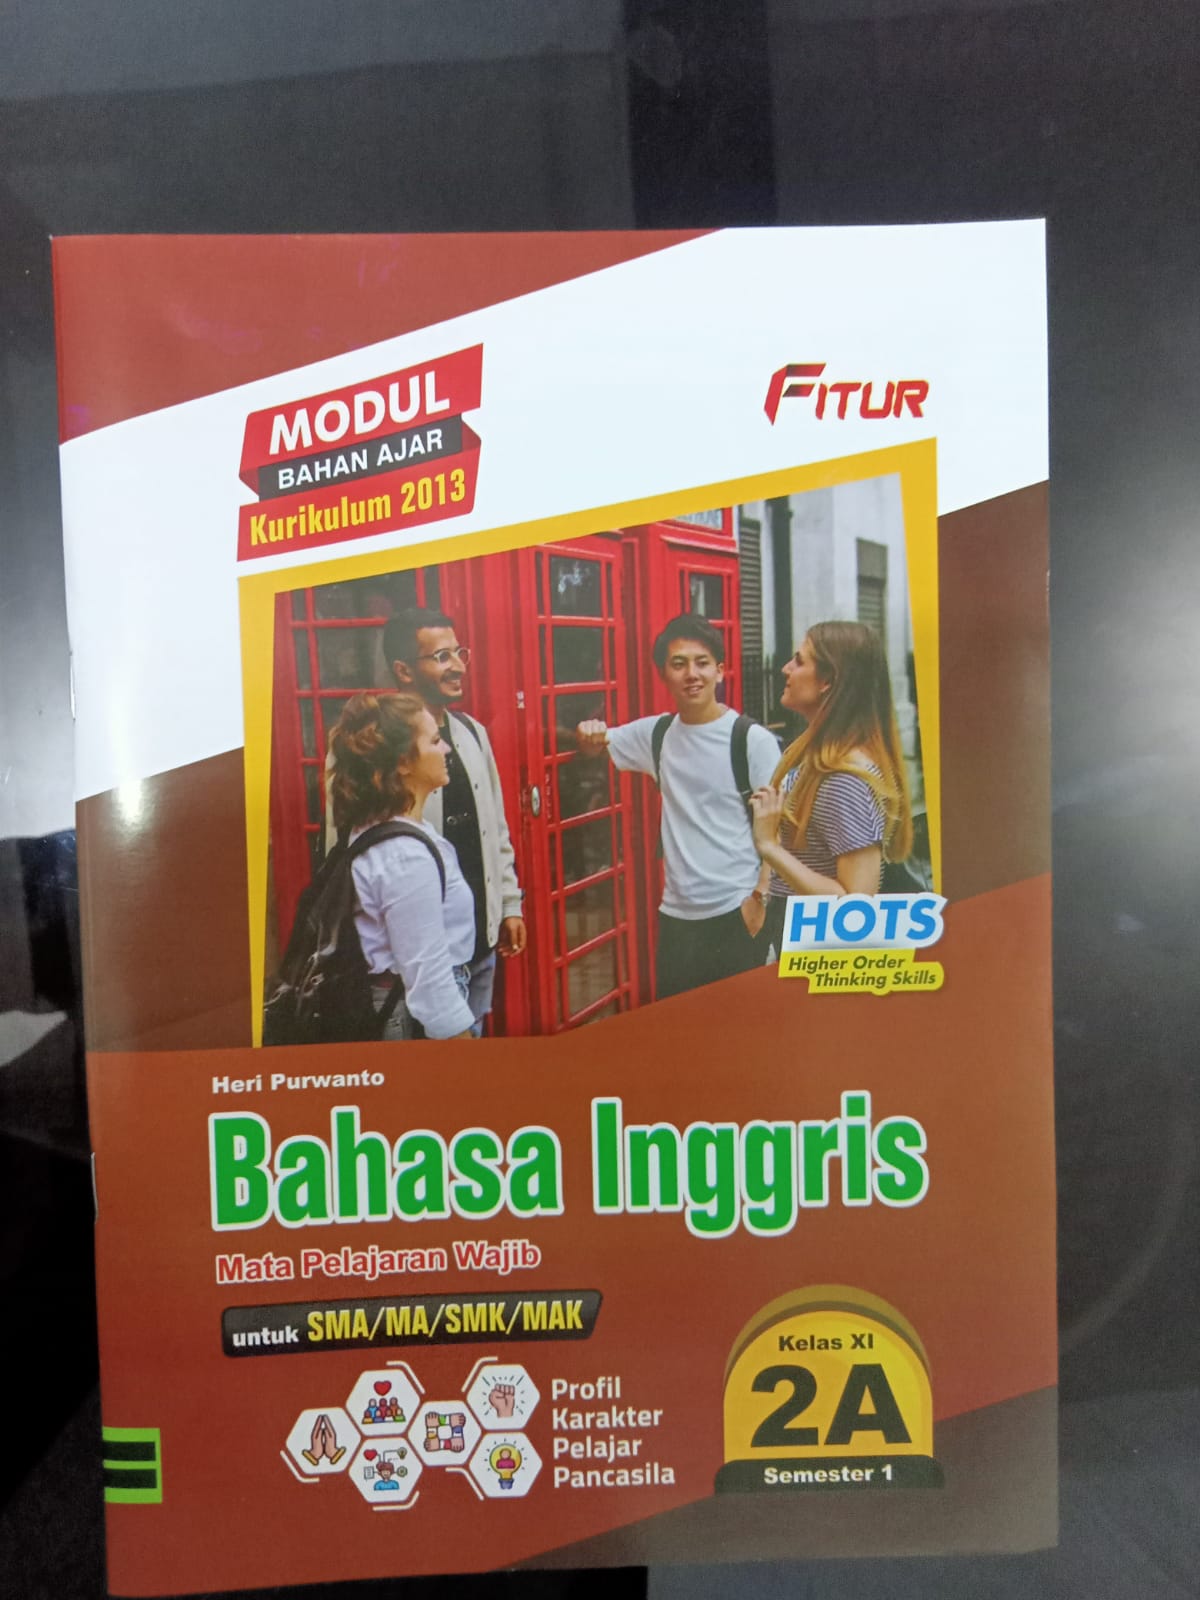 MODUL
BAHAN AJAR
Kurikulum 2013
FITUR
HOTS
Higher Order
Thinking Skills
Heri Purwanto
Bahasa Inggris
Mata Pelajaran Wajib
untuk SMA/MA/SMK/MAK
Profil
Karakter
Pelajar
Pancasila
Kelas XI
2A
Semester 1